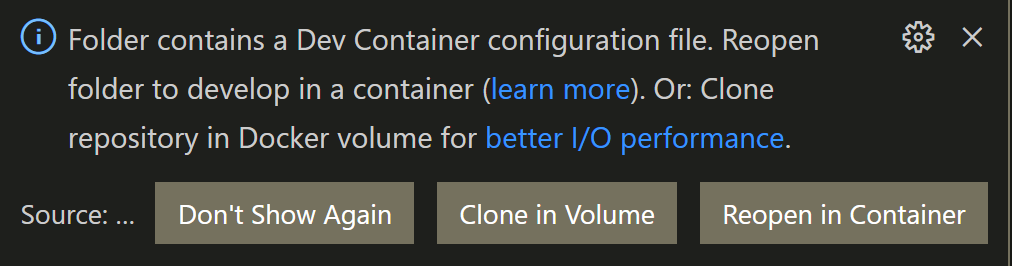 Folder contains a Dev Container configuration file. Reopen
folder to develop in a container (learn more). Or: Clone
repository in Docker volume for better I/O performance.
Source: ... Don't Show Again Clone in Volume Reopen in Container